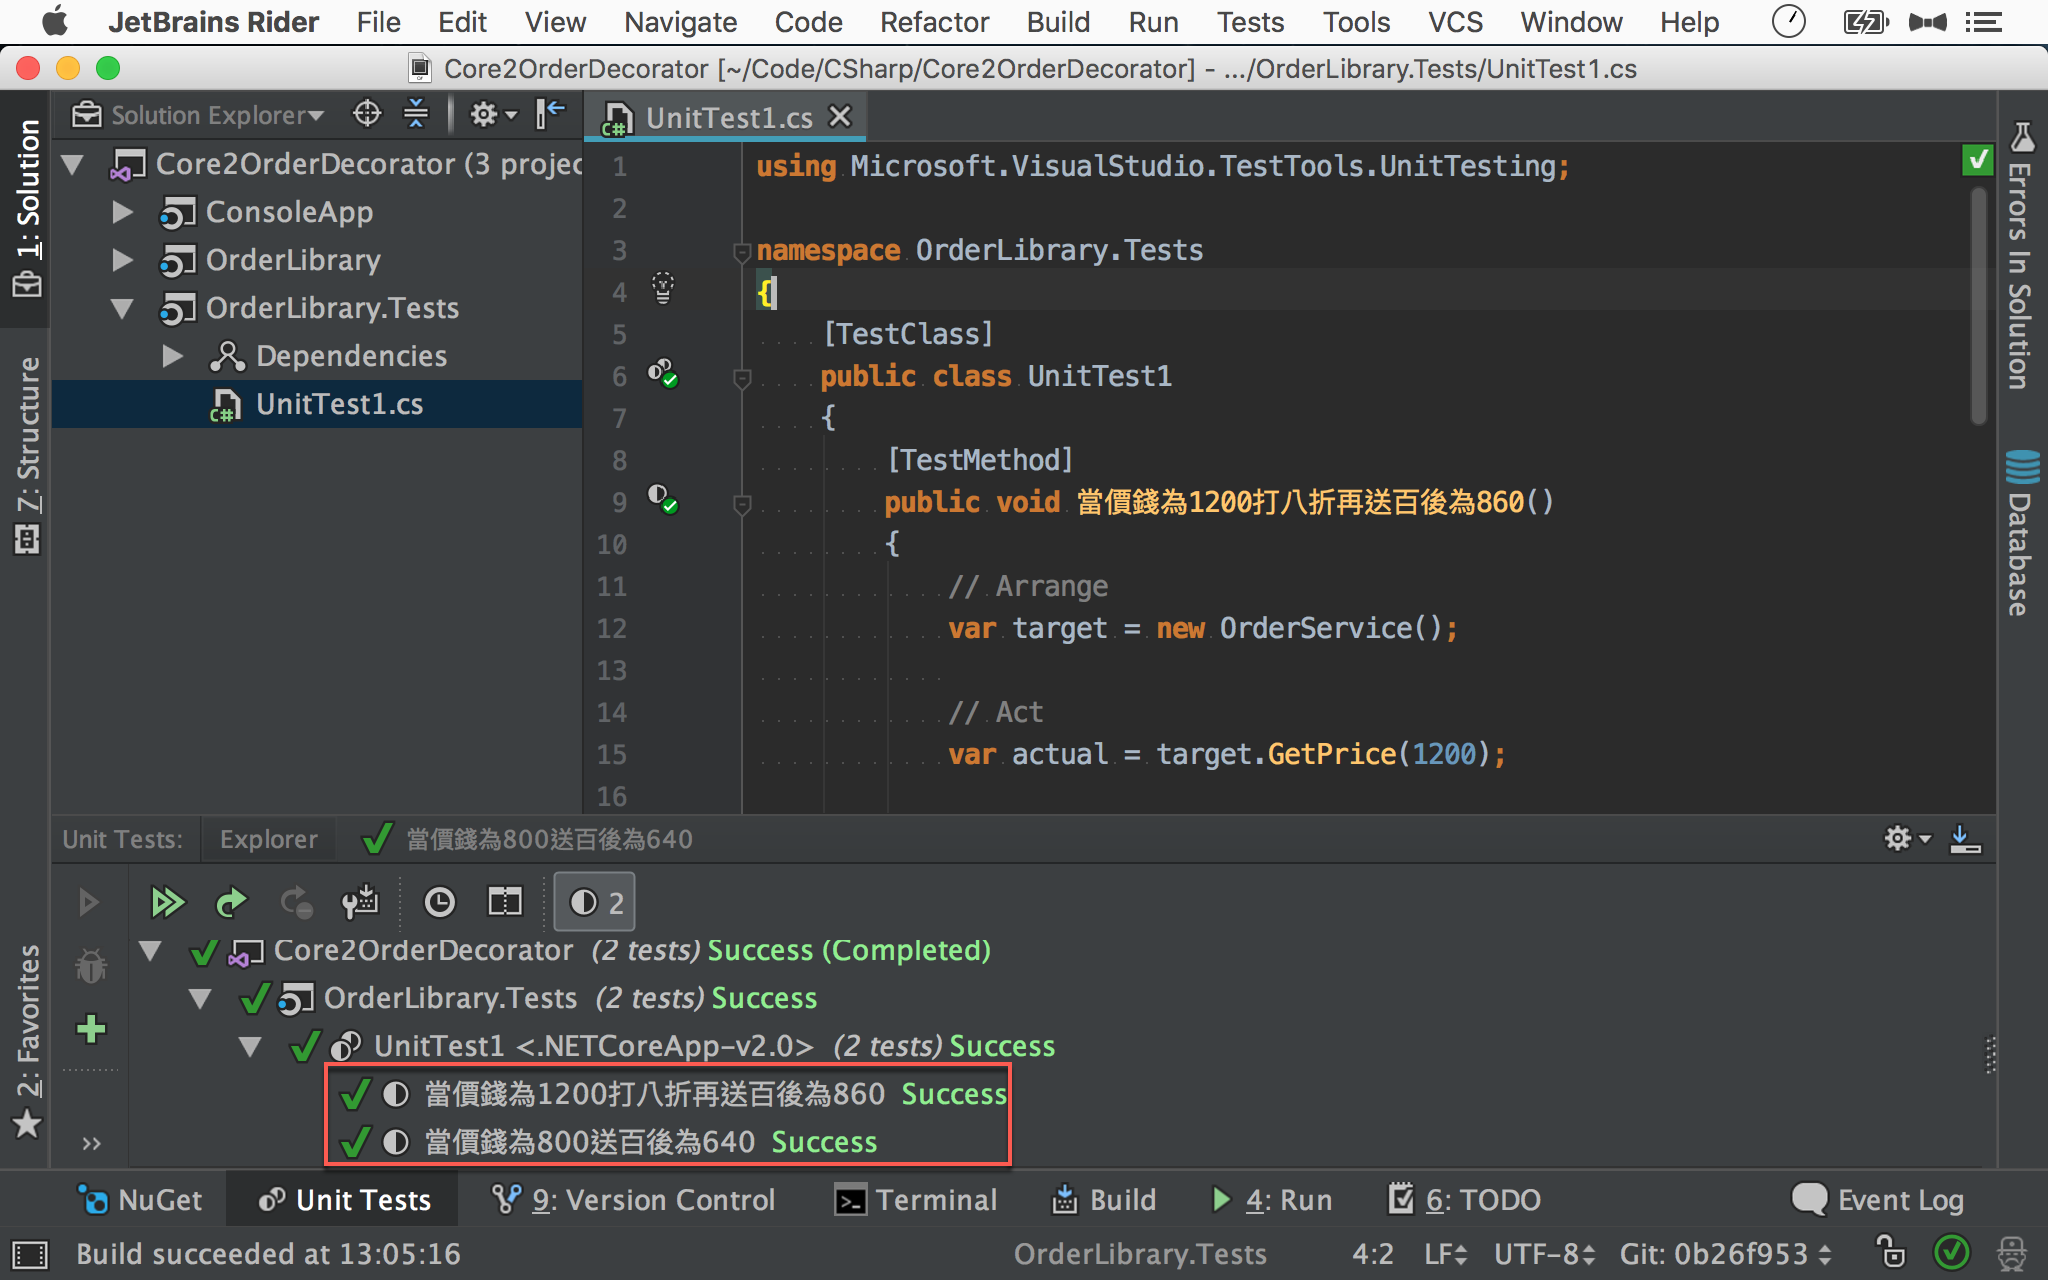 JetBrains Rider File Edit View Navigate Code Refactor Build Run Tests Tools VCS Window Help
Core2OrderDecorator [~/Code/CSharp/Core2OrderDecorator] - .../OrderLibrary.Tests/UnitTest1.cs
1: Solution
Z: Structure
2: Favorites
Solution Explorer
Core2OrderDecorator (3 projec
ConsoleApp
OrderLibrary
OrderLibrary.Tests
Dependencies
C# UnitTest1.cs
C# UnitTest1.cs
1 using Microsoft.VisualStudio.TestTools.UnitTesting;
2
3 namespace OrderLibrary.Tests
4 {
5 [TestClass]
6 public class UnitTest1
7 {
8 [TestMethod]
9 public void 當價錢為1200打八折再送百後為860()
10 {
11 // Arrange
12 var target = new OrderService();
13
14 // Act
15 var actual = target.GetPrice(1200);
16
Errors In Solution
Database
Unit Tests: Explorer 當價錢為800送百後為640
2
Core2OrderDecorator (2 tests) Success (Completed)
OrderLibrary.Tests (2 tests) Success
UnitTest1 <.NETCoreApp-v2.0> (2 tests) Success
當價錢為1200打八折再送百後為860 Success
當價錢為800送百後為640 Success
NuGet Unit Tests 9: Version Control Terminal Build 4: Run 6: TODO Event Log
Build succeeded at 13:05:16 OrderLibrary.Tests 4:2 LF UTF-8 Git: 0b26f953